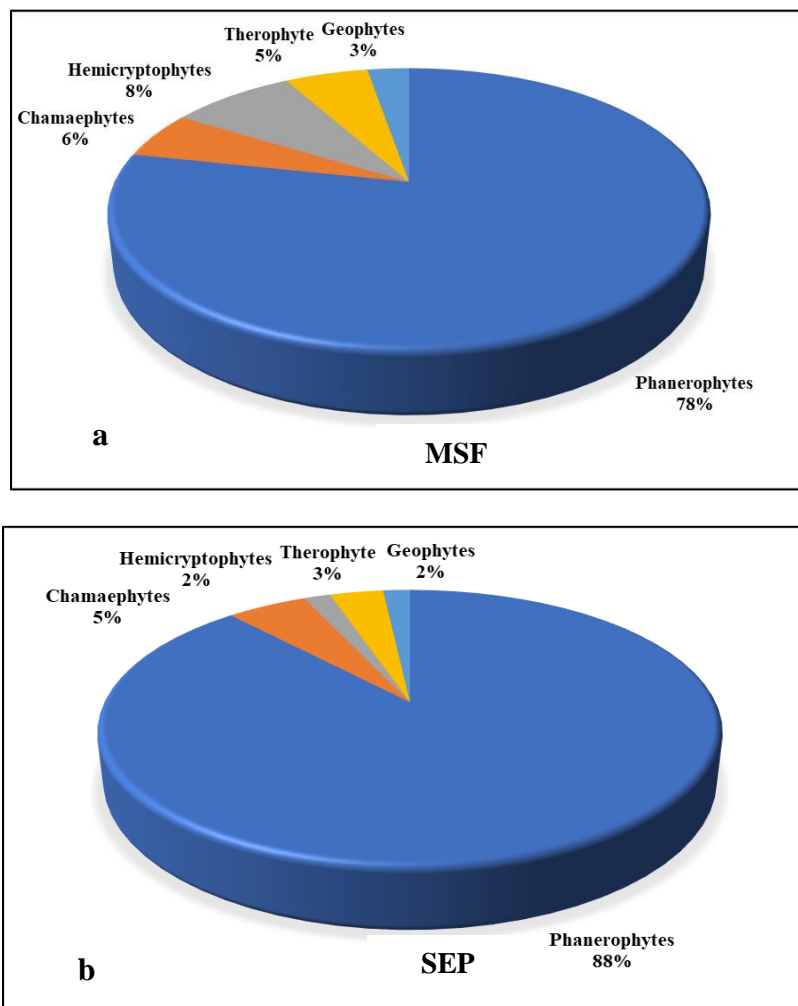 Therophyte
5%
Geophytes
3%
Hemicryptophytes
8%
Chamaephytes
6%
Phanerophytes
78%
a
MSF
Hemicryptophytes
2%
Therophyte
3%
Geophytes
2%
Chamaephytes
5%
Phanerophytes
88%
b
SEP